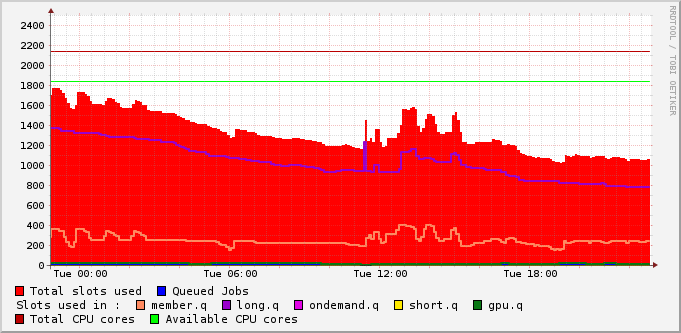 2400
2200
2000
1800
1600
1400
1200
1000
800
600
400
200
0
Tue 00:00 Tue 06:00 Tue 12:00 Tue 18:00
Total slots used Queued Jobs
Slots used in : member.q long.q ondemand.q short.q gpu.q
Total CPU cores Available CPU cores
RRDTOOL / TOBI OETIKER